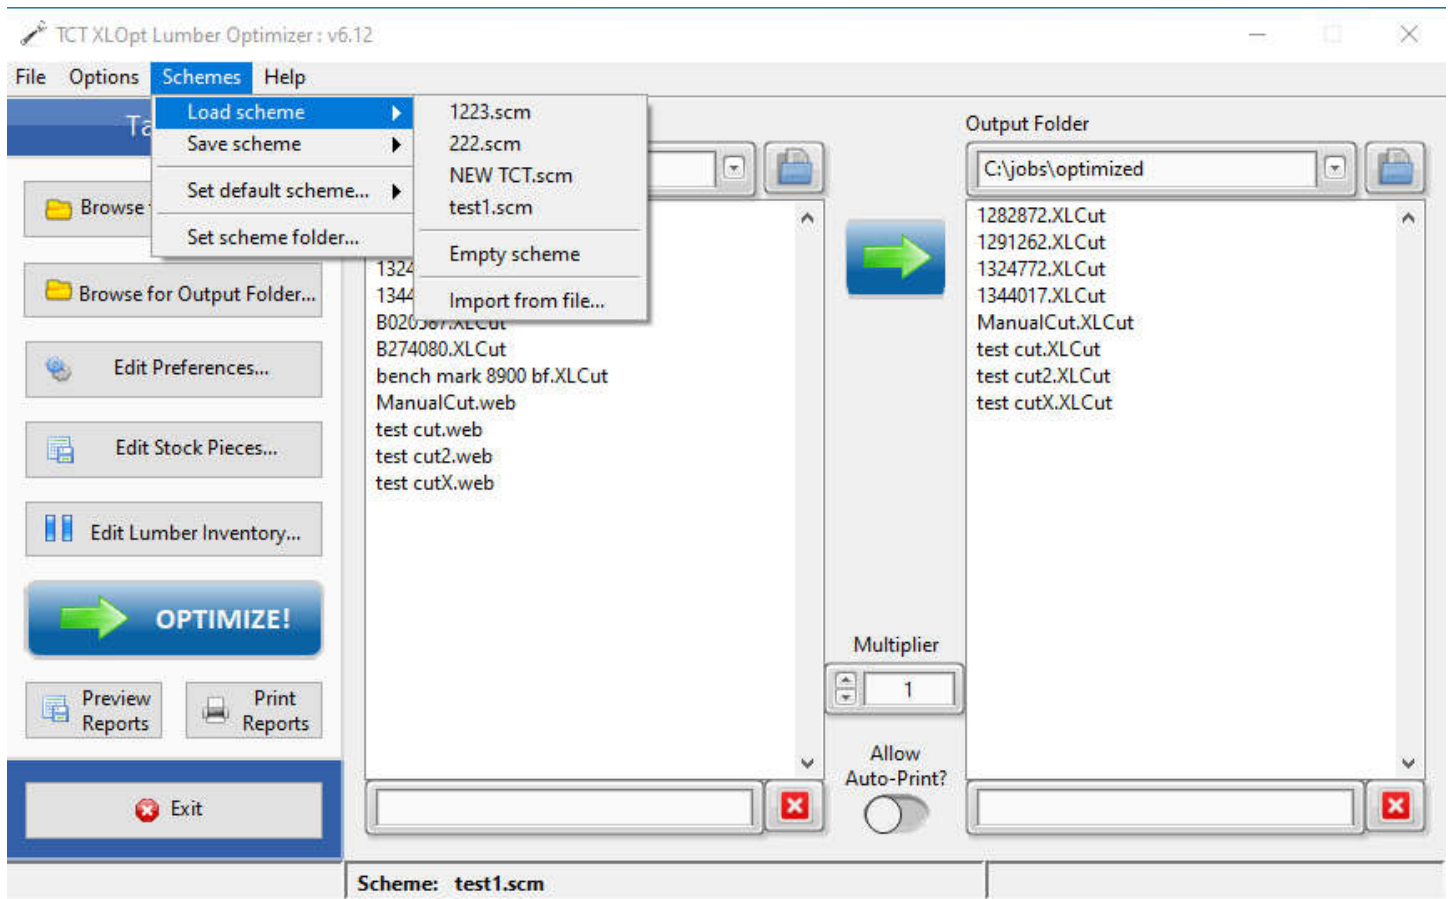 TCT XLOpt Lumber Optimizer : v6.12
File Options Schemes Help
Load scheme
Save scheme
Set default scheme...
Set scheme folder...
1223.scm
222.scm
NEW TCT.scm
test1.scm
Empty scheme
Import from file...
Ta
Browse
Browse for Output Folder...
Edit Preferences...
Edit Stock Pieces...
Edit Lumber Inventory...
OPTIMIZE!
Preview
Reports
Print
Reports
Exit
1324
1344
B274080.XLCut
bench mark 8900 bf.XLCut
ManualCut.web
test cut.web
test cut2.web
test cutX.web
Multiplier
1
Allow
Auto-Print?
Output Folder
C:\jobs\optimized
1282872.XLCut
1291262.XLCut
1324772.XLCut
1344017.XLCut
ManualCut.XLCut
test cut.XLCut
test cut2.XLCut
test cutX.XLCut
Scheme: test1.scm